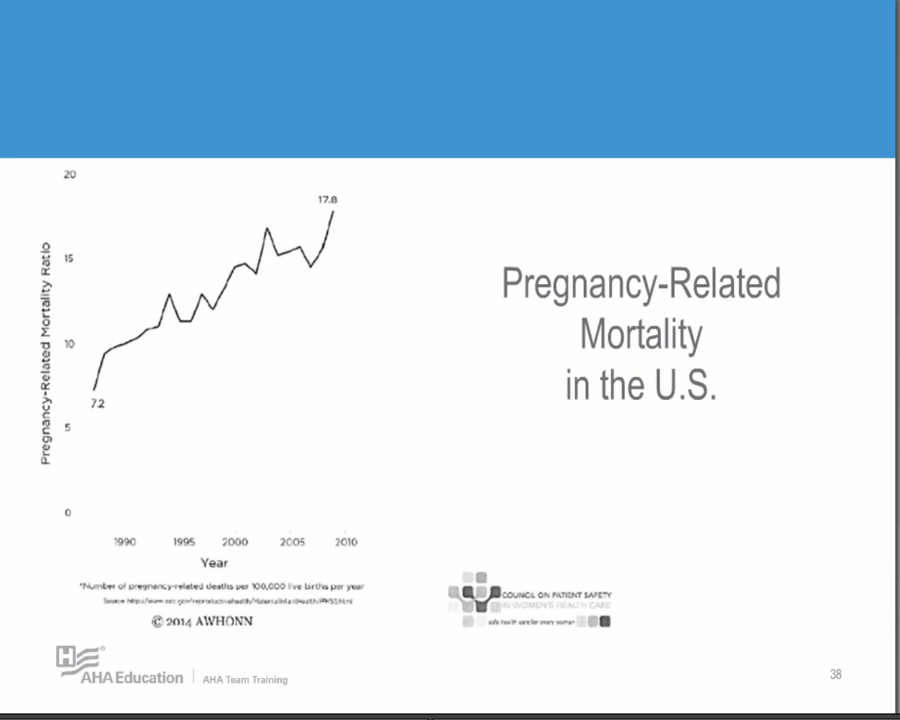 20
17.8
15
10
7.2
5
0
Pregnancy-Related Mortality Ratio
1990 1995 2000 2005 2010
Year
*Number of pregnancy-related deaths per 100,000 live births per year
Source http://www.cdc.gov/reproductivehealth/MaternalInfantHealth/PMSS.html
© 2014 AWHONN
Pregnancy-Related
Mortality
in the U.S.
COUNCIL ON PATIENT SAFETY
IN WOMEN'S HEALTH CARE
safe health care for every woman
H
AHA Education | AHA Team Training
38